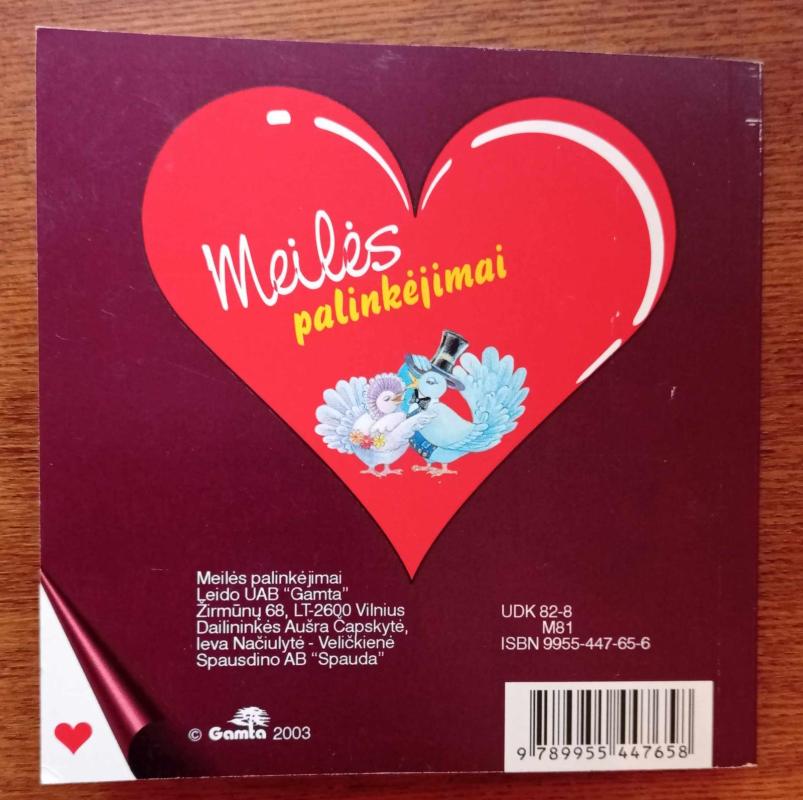 Meilės
palinkėjimai
Meilės palinkėjimai
Leido UAB "Gamta"
Žirmūnų 68, LT-2600 Vilnius
Dailininkės Aušra Čapskytė,
Ieva Načiulytė - Veličkienė
Spausdino AB "Spauda"
UDK 82-8
M81
ISBN 9955-447-65-6
© Gamta 2003
9 789955 447658